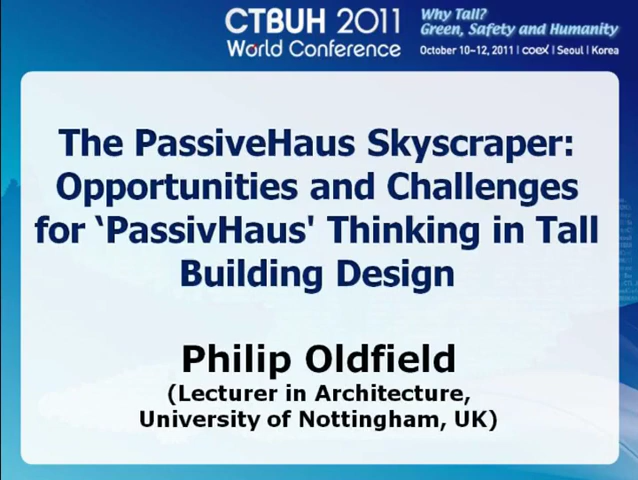 CTBUH 2011
World Conference
Why Tall?
Green, Safety and Humanity
October 10~12, 2011 | coex | Seoul | Korea
The PassiveHaus Skyscraper:
Opportunities and Challenges
for ‘PassivHaus' Thinking in Tall
Building Design
Philip Oldfield
(Lecturer in Architecture,
University of Nottingham, UK)